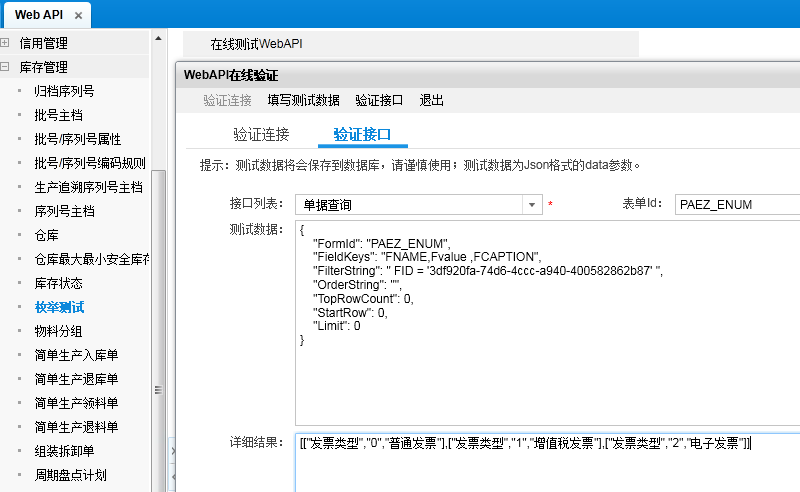 Web API
信用管理
库存管理
归档序列号
批号主档
批号/序列号属性
批号/序列号编码规则
生产追溯序列号主档
序列号主档
仓库
仓库最大最小安全库存
库存状态
枚举测试
物料分组
简单生产入库单
简单生产退库单
简单生产领料单
简单生产退料单
组装拆卸单
周期盘点计划
在线测试WebAPI
WebAPI在线验证
验证连接 填写测试数据 验证接口 退出
验证连接 验证接口
提示：测试数据将会保存到数据库，请谨慎使用；测试数据为Json格式的data参数。
接口列表： 单据查询 * 表单Id： PAEZ_ENUM
测试数据： {
"FormId": "PAEZ_ENUM",
"FieldKeys": "FNAME,Fvalue ,FCAPTION",
"FilterString": " FID = '3df920fa-74d6-4ccc-a940-400582862b87' ",
"OrderString": "",
"TopRowCount": 0,
"StartRow": 0,
"Limit": 0
}
详细结果： [["发票类型","0","普通发票"],["发票类型","1","增值税发票"],["发票类型","2","电子发票"]]